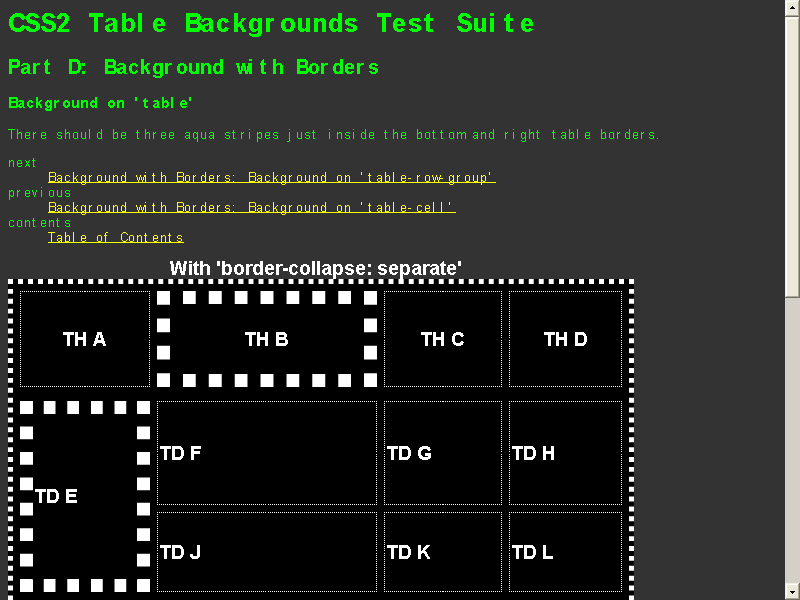 CSS2 Table Backgrounds Test Suite
Part D: Background with Borders
Background on 'table'
There should be three aqua stripes just inside the bottom and right table borders.
next
Background with Borders: Background on 'table-row-group'
previous
Background with Borders: Background on 'table-cell'
contents
Table of Contents
With 'border-collapse: separate'
TH A TH B TH C TH D
TD F TD G TD H
TD E
TD J TD K TD L